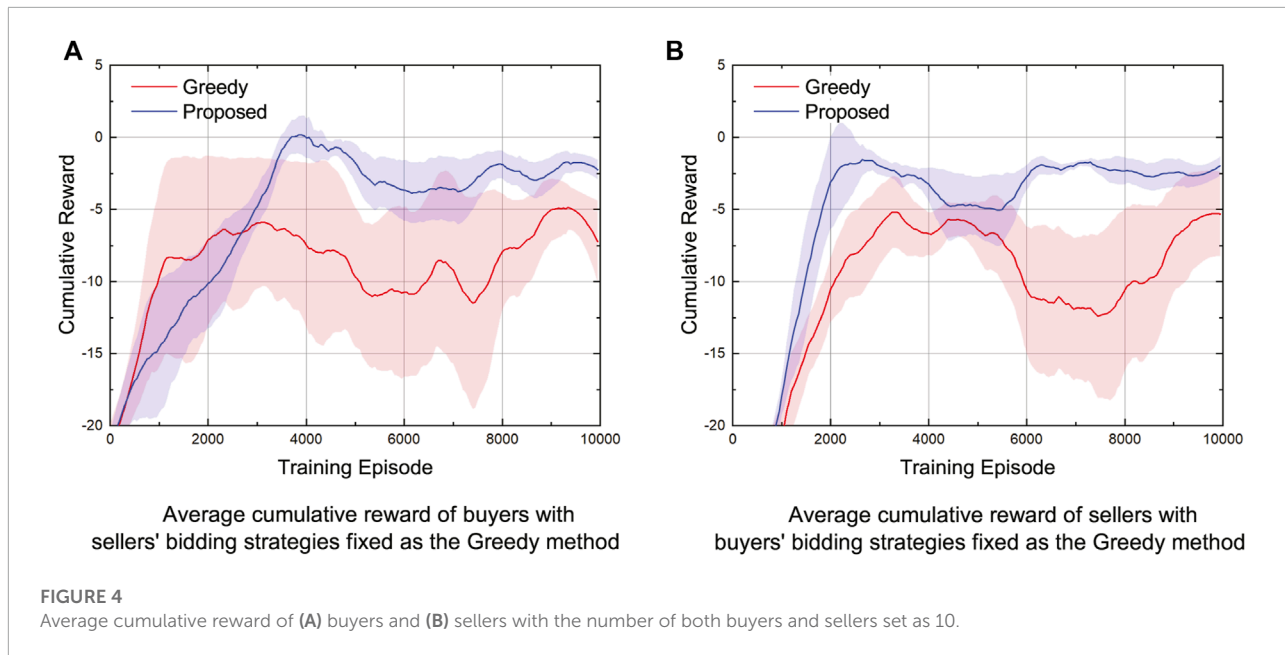 A
5
0
-5
-10
-15
-20
Cumulative Reward
Greedy
Proposed
0 2000 4000 6000 8000 10000
Training Episode
Average cumulative reward of buyers with
sellers' bidding strategies fixed as the Greedy method
B
5
0
-5
-10
-15
-20
Cumulative Reward
Greedy
Proposed
0 2000 4000 6000 8000 10000
Training Episode
Average cumulative reward of sellers with
buyers' bidding strategies fixed as the Greedy method
FIGURE 4
Average cumulative reward of (A) buyers and (B) sellers with the number of both buyers and sellers set as 10.